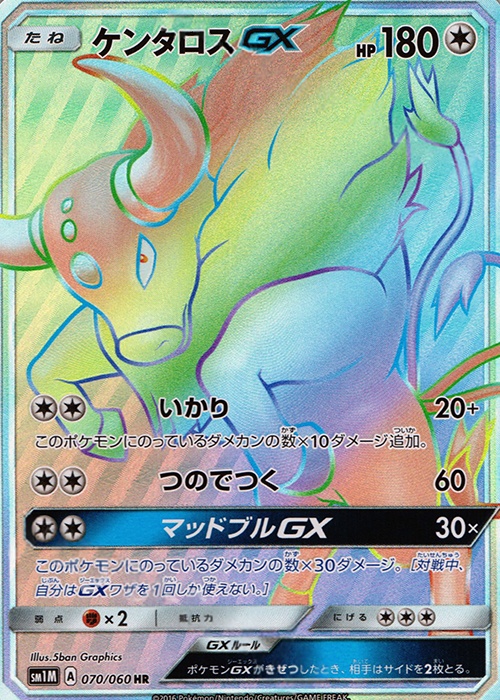 たね ケンタロスGX HP180
いかり 20+
このポケモンにのっているダメカンの数×10ダメージ追加。
つのでつく 60
マッドブルGX 30×
このポケモンにのっているダメカンの数×30ダメージ。[対戦中、
自分はGXワザを1回しか使えない。]
弱点 ×2 抵抗力 にげる
GXルール
Illus.5ban Graphics
ポケモンGXがきぜつしたとき、相手はサイドを2枚とる。
SM1M A 070/060 HR
©2016 Pokémon/Nintendo/Creatures/GAME FREAK.